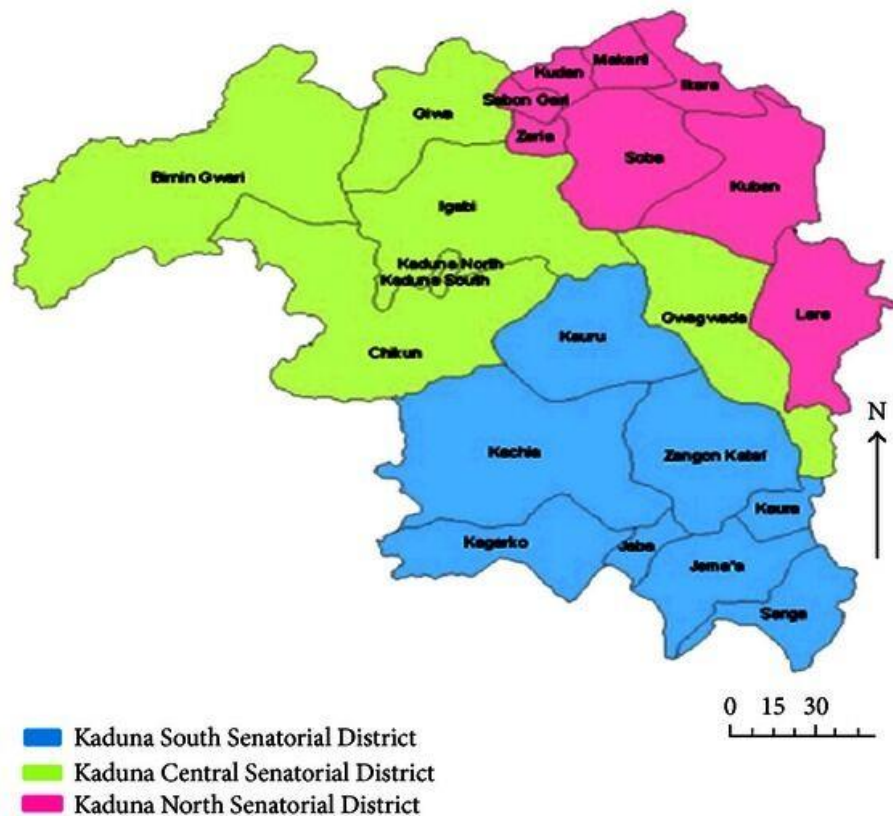 Makarfi
Kudan
Ikara
Sabon Gari
Giwa
Zaria
Soba
Birnin Gwari
Kuban
Igabi
Kaduna North
Kaduna South
Lere
Gwagwada
Kauru
Chikun
N
Kachia
Zangon Kataf
Kaura
Kagarko
Jaba
Jema'a
Sanga
0 15 30
Kaduna South Senatorial District
Kaduna Central Senatorial District
Kaduna North Senatorial District